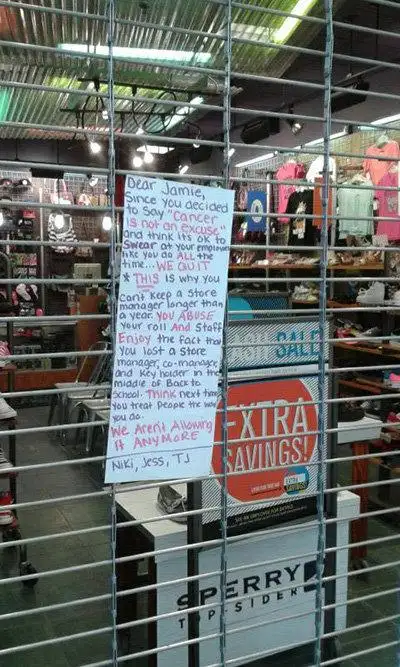 Dear Jamie,
Since you decided
to Say "Cancer
is not an excuse"
and think its ok to
Swear at your employees
like you do ALL the
time... WE QUIT
* THIS is why you
can't keep a store
manager longer than
a year. YOU ABUSE
your roll And Staff
Enjoy the fact that
you lost a store
manager, co-manager,
and key holder in the
middle of Back to
School. THINK next time
you treat People the way
you do.
We Aren't Allowing
it ANYMORE
Niki, Jess, TJ
SALE
EXTRA
SAVINGS!
SPERRY
TOP-SIDER